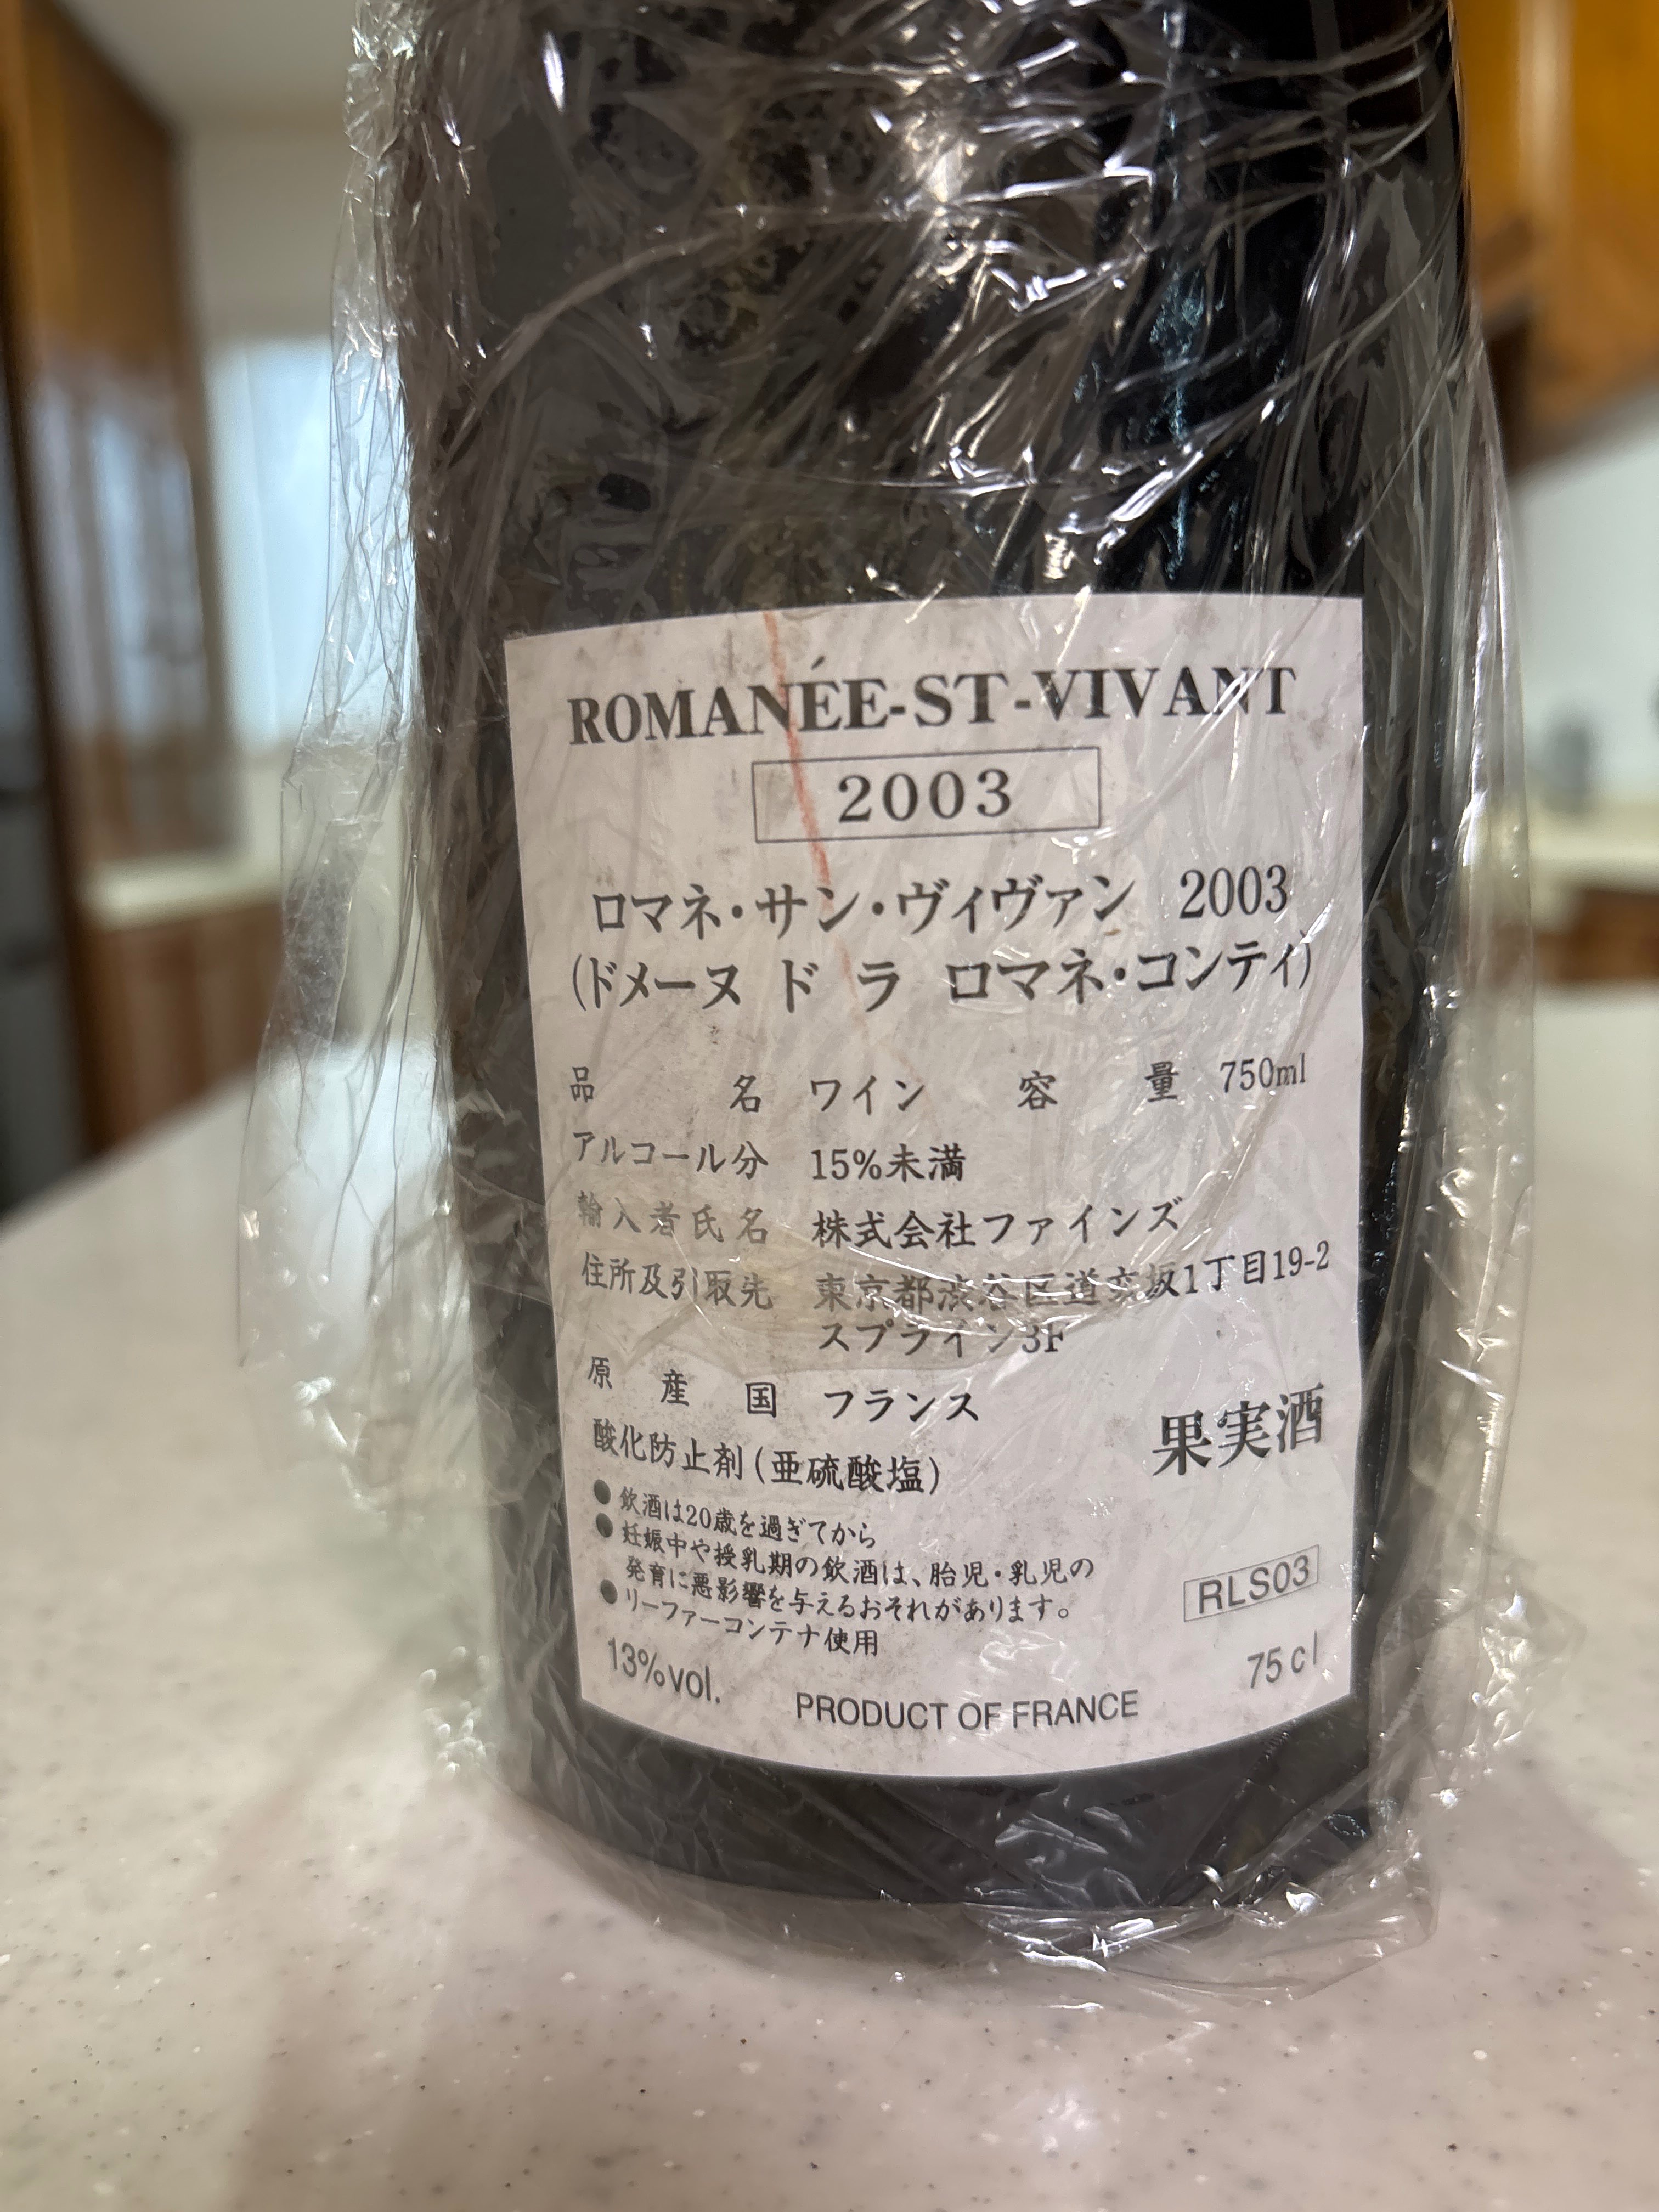 ROMANÉE-ST-VIVANT
2003
ロマネ・サン・ヴィヴァン 2003
(ドメーヌ ド ラ ロマネ・コンティ)
品名 ワイン 容量 750ml
アルコール分 15%未満
輸入者氏名 株式会社ファインズ
住所及引取先 東京都渋谷区道玄坂1丁目19-2
スプライン3F
原産国 フランス
酸化防止剤(亜硫酸塩)
果実酒
●飲酒は20歳を過ぎてから
●妊娠中や授乳期の飲酒は、胎児・乳児の
発育に悪影響を与えるおそれがあります。
●リーファーコンテナ使用
RLS03
13%vol. PRODUCT OF FRANCE 75cl